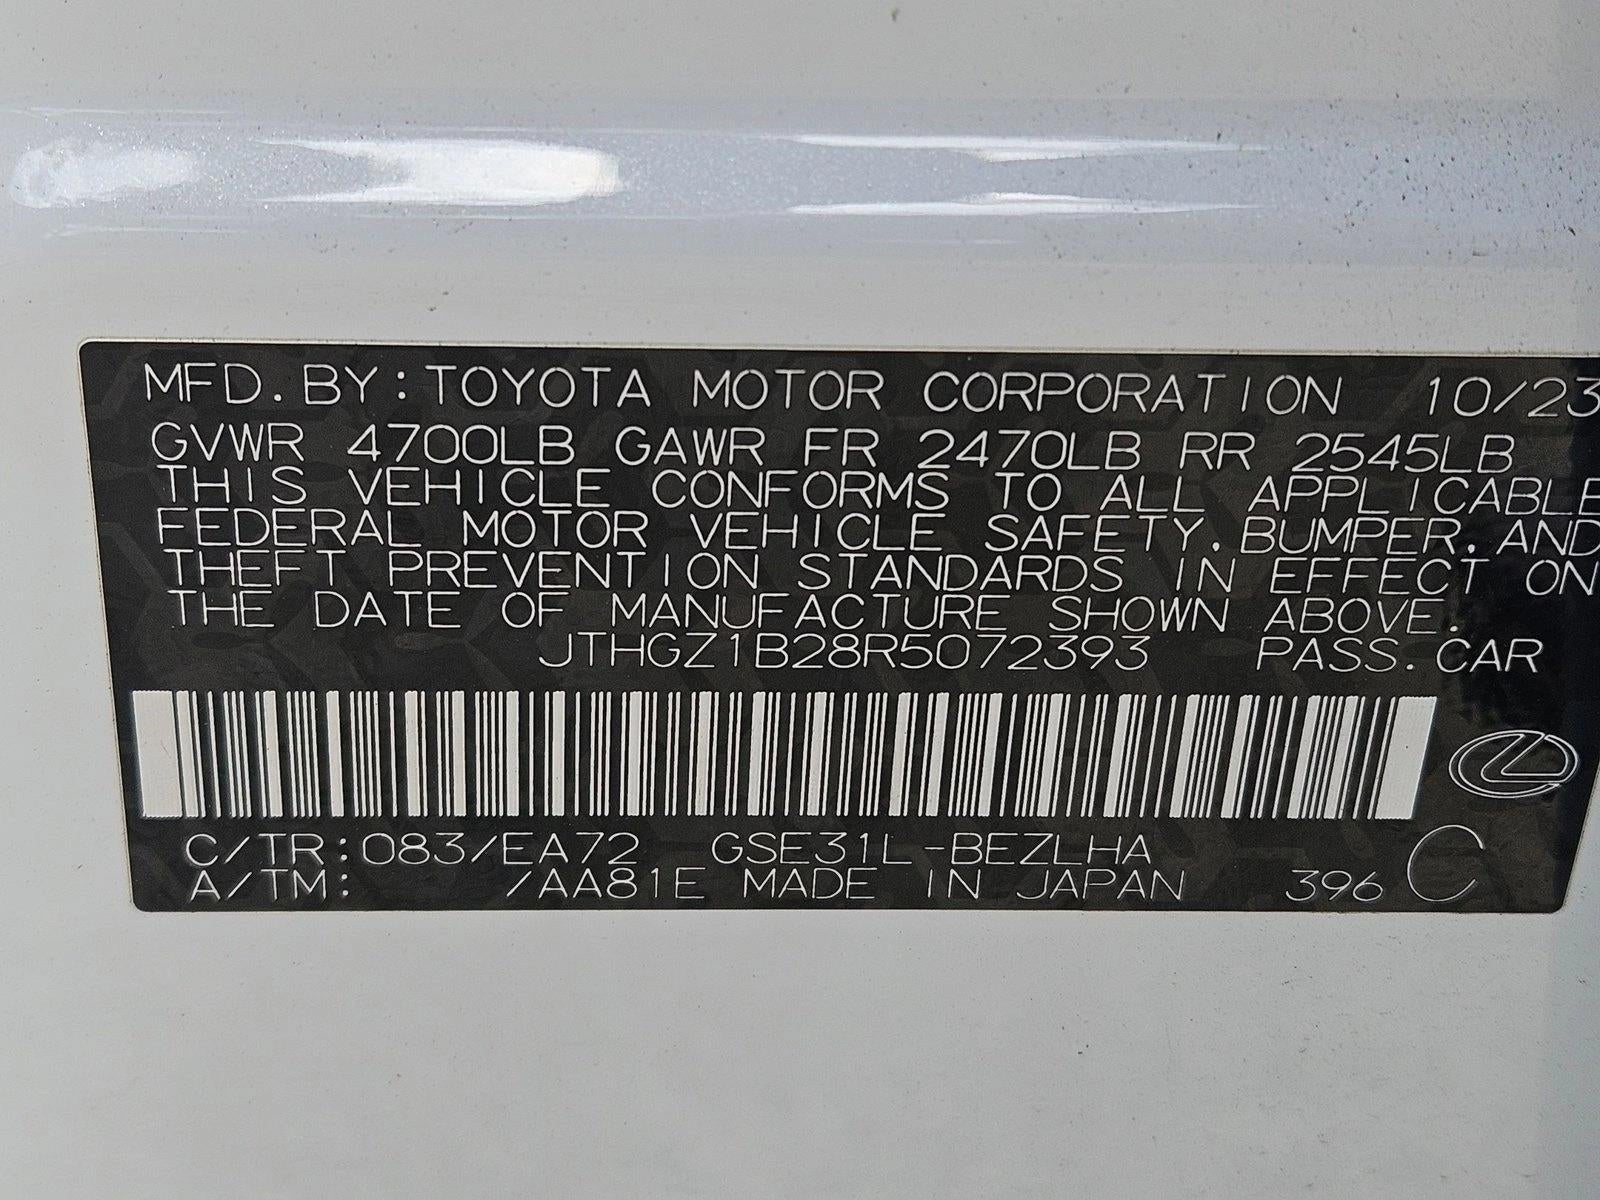 MFD. BY: TOYOTA MOTOR CORPORATION 10/23
GVWR 4700LB GAWR FR 2470LB RR 2545LB
THIS VEHICLE CONFORMS TO ALL APPLICABLE
FEDERAL MOTOR VEHICLE SAFETY. BUMPER. AND
THEFT PREVENTION STANDARDS IN EFFECT ON
THE DATE OF MANUFACTURE SHOWN ABOVE.
JTHGZ1B28R5072393 PASS. CAR
C/TR: 083/EA72 GSE31L-BEZLHA
A/TM: /AA81E MADE IN JAPAN 396 C